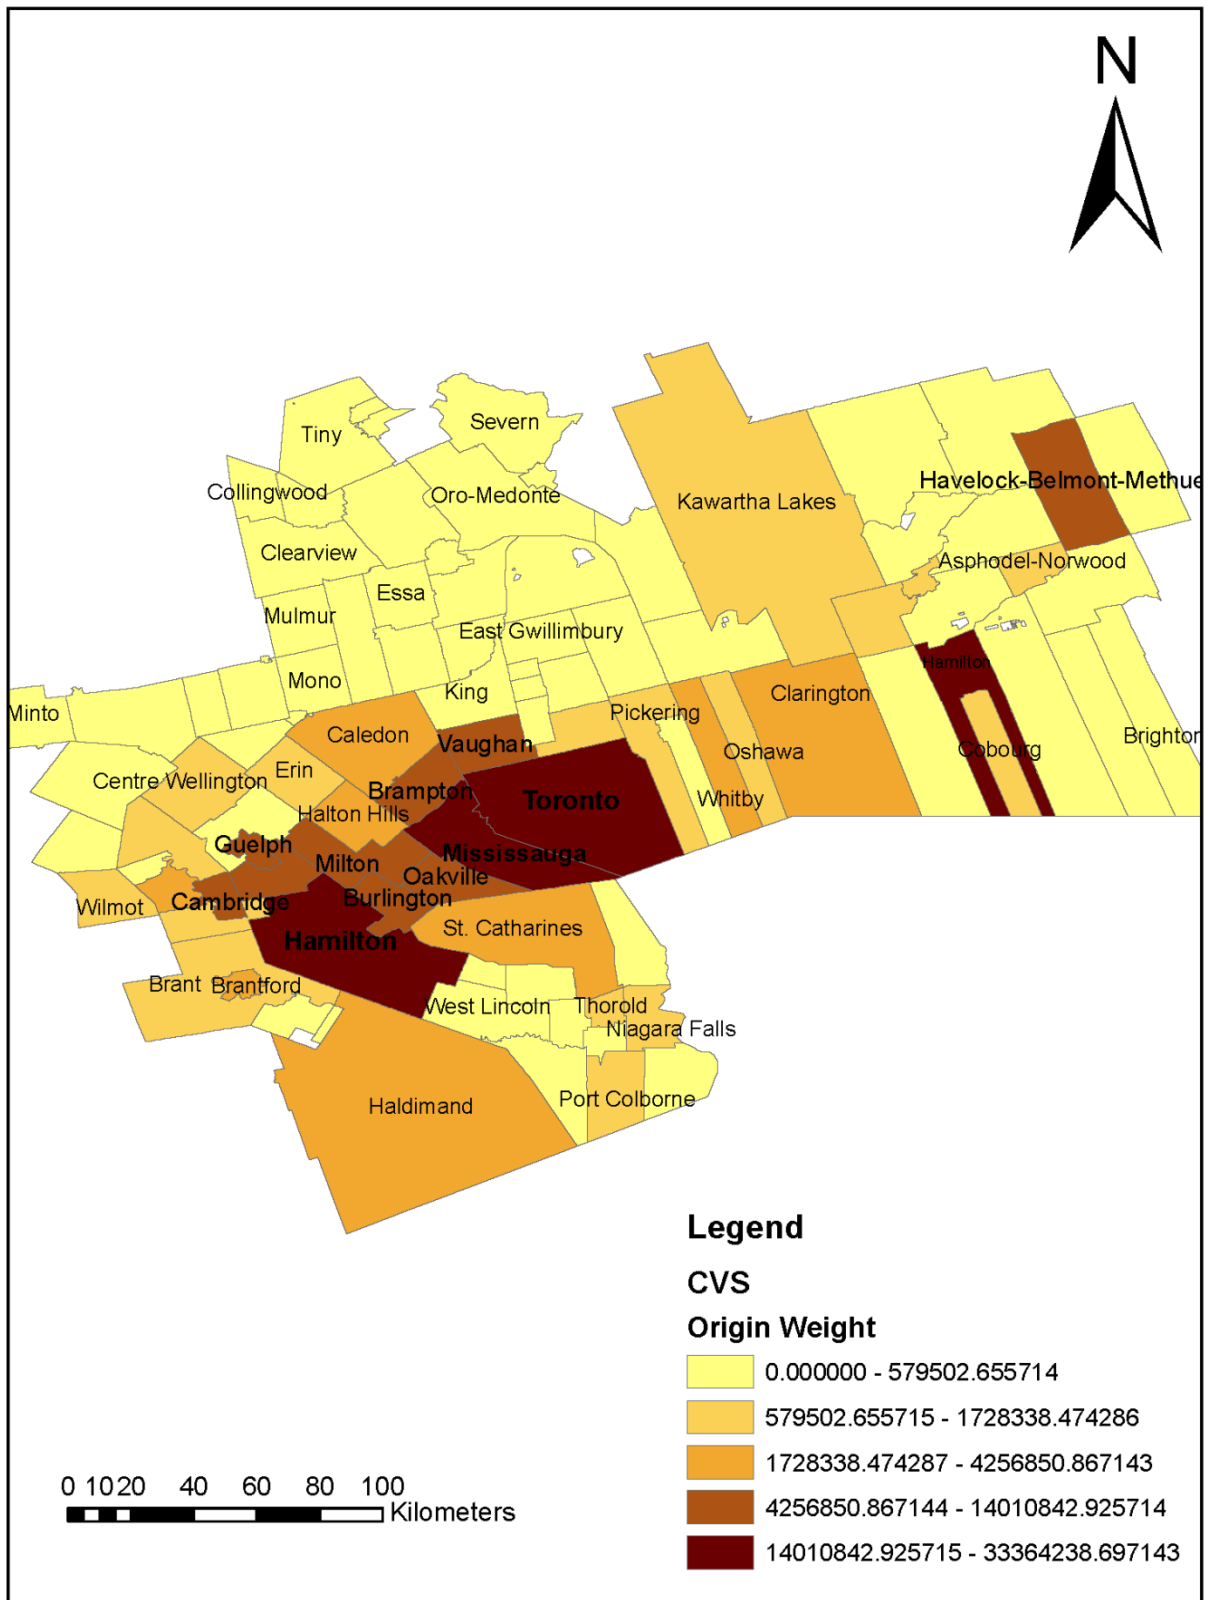 N
Tiny
Severn
Collingwood
Oro-Medonte
Kawartha Lakes
Havelock-Belmont-Methue
Clearview
Asphodel-Norwood
Essa
Mulmur
East Gwillimbury
Hamilton
Mono
King
Clarington
Minto
Pickering
Caledon
Vaughan
Oshawa
Cobourg
Brighton
Centre Wellington
Erin
Brampton
Toronto
Whitby
Halton Hills
Guelph
Milton
Mississauga
Oakville
Wilmot
Cambridge
Burlington
Hamilton
St. Catharines
Brant
Brantford
West Lincoln
Thorold
Niagara Falls
Haldimand
Port Colborne
Legend
CVS
Origin Weight
0.000000 - 579502.655714
579502.655715 - 1728338.474286
1728338.474287 - 4256850.867143
4256850.867144 - 14010842.925714
14010842.925715 - 33364238.697143
0 10 20 40 60 80 100
Kilometers